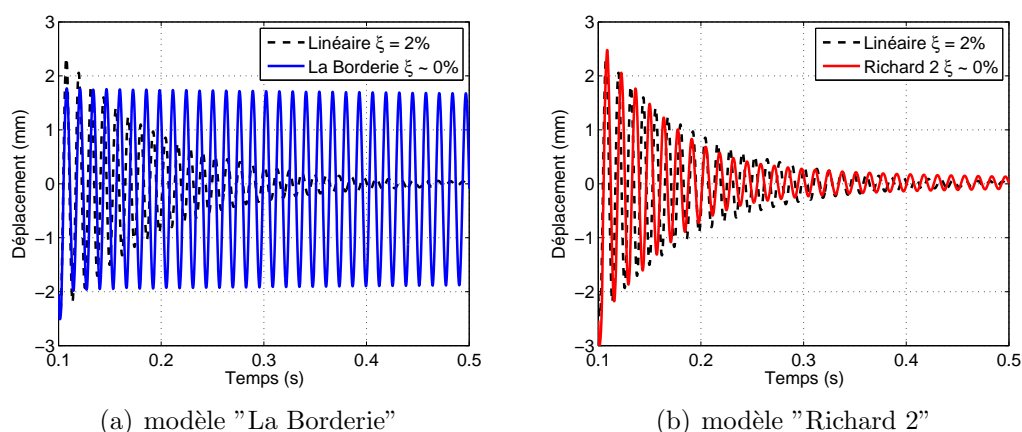 3
2
1
0
−1
−2
−3
0.1
0.2
0.3
0.4
0.5
Déplacement (mm)
Temps (s)
Linéaire ξ = 2%
La Borderie ξ ~ 0%
(a) modèle "La Borderie"
3
2
1
0
−1
−2
−3
0.1
0.2
0.3
0.4
0.5
Déplacement (mm)
Temps (s)
Linéaire ξ = 2%
Richard 2 ξ ~ 0%
(b) modèle "Richard 2"